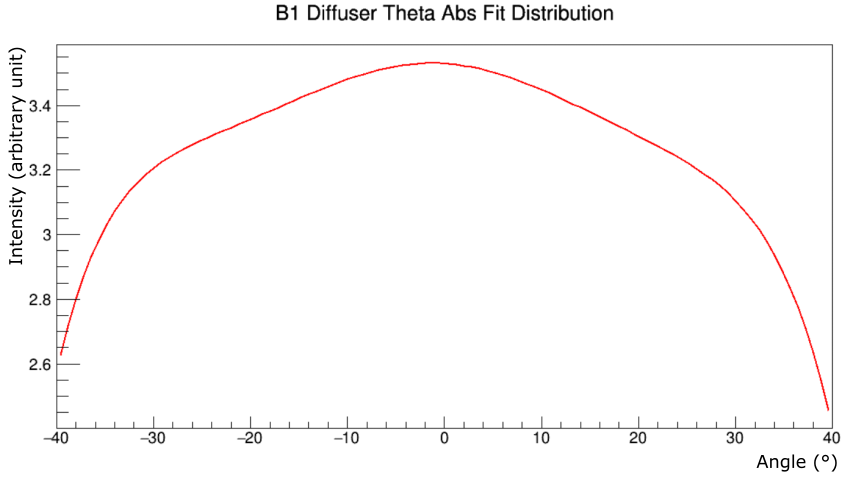 B1 Diffuser Theta Abs Fit Distribution
Intensity (arbitrary unit)
3.4
3.2
3
2.8
2.6
−40 −30 −20 −10 0 10 20 30 40
Angle (°)